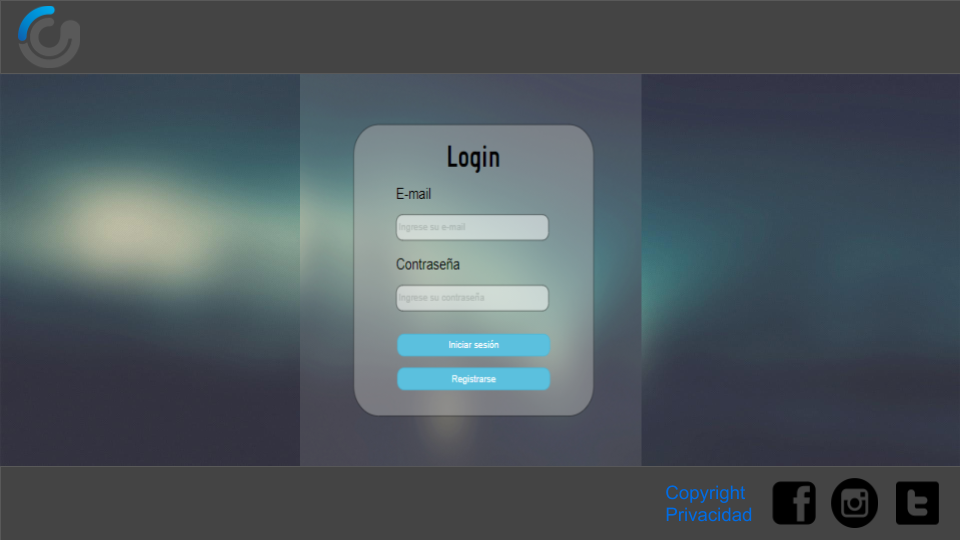 Login
E-mail
Ingrese su e-mail
Contraseña
Ingrese su contraseña
Iniciar sesión
Registrarse
Copyright
Privacidad